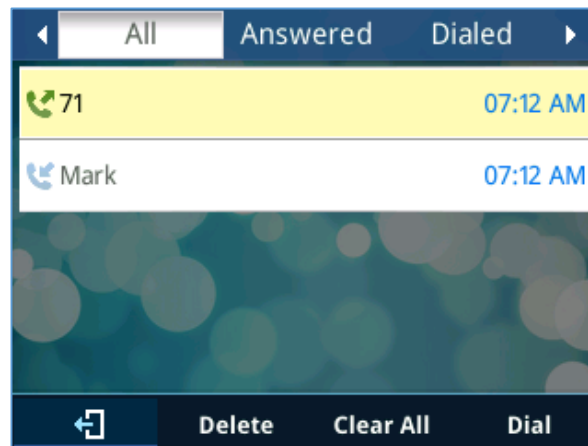 All Answered Dialed
71 07:12 AM
Mark 07:12 AM
Delete Clear All Dial